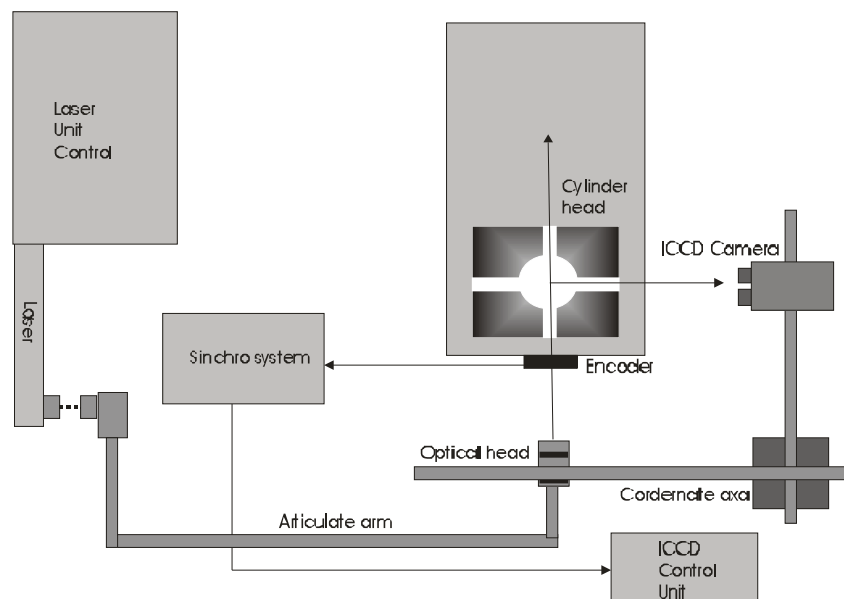 Laser
Unit
Control
Cylinder
head
ICCD Camera
Laser
Sinchro system
Encoder
Optical head
Cordernate axa
Articulate arm
ICCD
Control
Unit